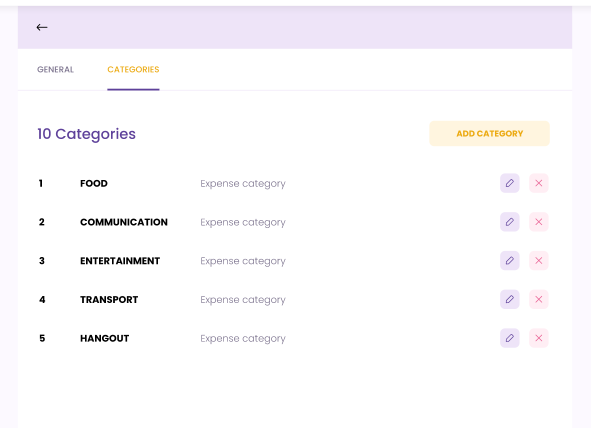 GENERAL CATEGORIES
10 Categories ADD CATEGORY
1 FOOD Expense category
2 COMMUNICATION Expense category
3 ENTERTAINMENT Expense category
4 TRANSPORT Expense category
5 HANGOUT Expense category